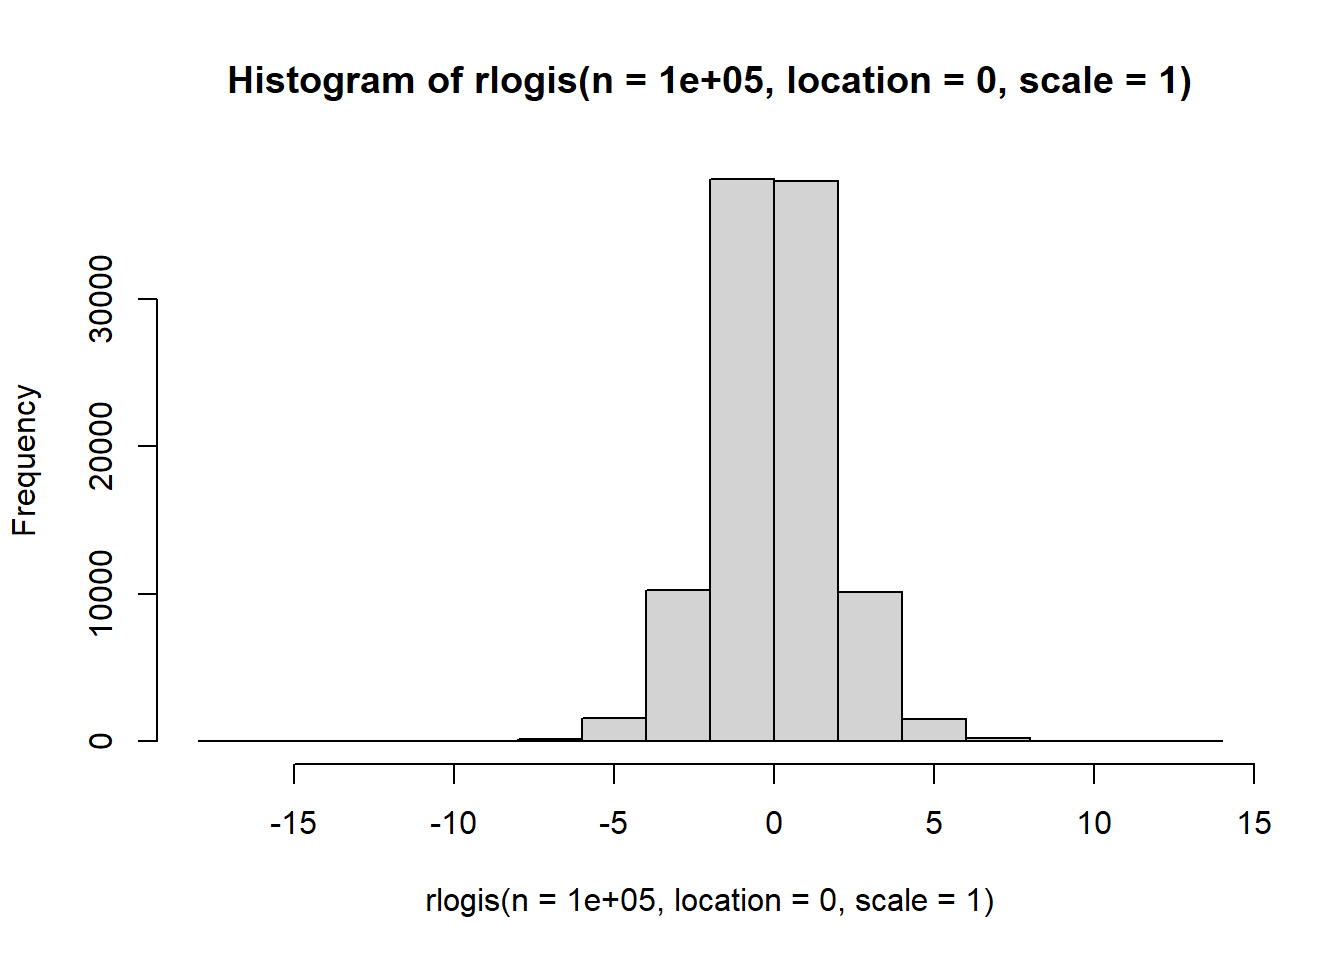 Histogram of rlogis(n = 1e+05, location = 0, scale = 1)
Frequency
30000
20000
10000
0
-15 -10 -5 0 5 10 15
rlogis(n = 1e+05, location = 0, scale = 1)